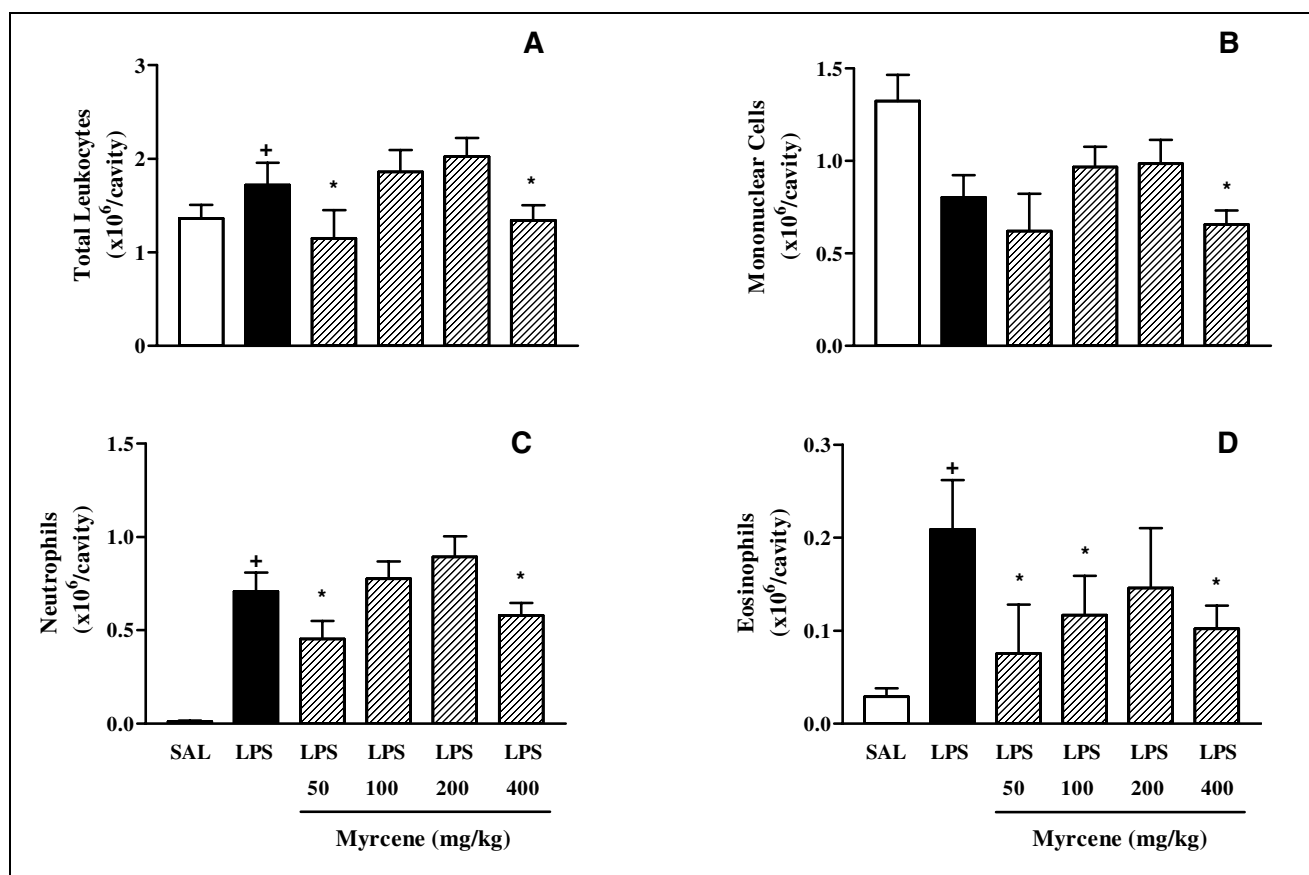 A
Total Leukocytes
(x10⁶/cavity)
3
2
1
0
+
*
*
B
Mononuclear Cells
(x10⁶/cavity)
1.5
1.0
0.5
0.0
*
C
Neutrophils
(x10⁶/cavity)
1.5
1.0
0.5
0.0
+
*
*
SAL LPS LPS LPS LPS LPS
50 100 200 400
Myrcene (mg/kg)
D
Eosinophils
(x10⁶/cavity)
0.3
0.2
0.1
0.0
+
*
*
*
SAL LPS LPS LPS LPS LPS
50 100 200 400
Myrcene (mg/kg)